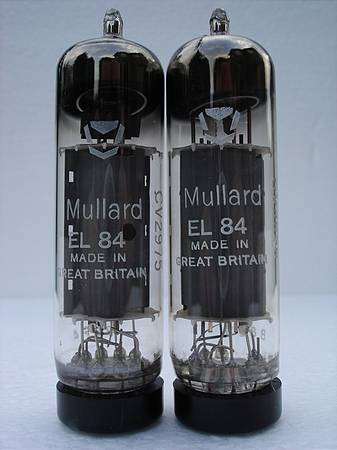 Mullard
EL 84
MADE IN
GREAT BRITAIN
CV2975
Mullard
EL 84
MADE IN
GREAT BRITAIN